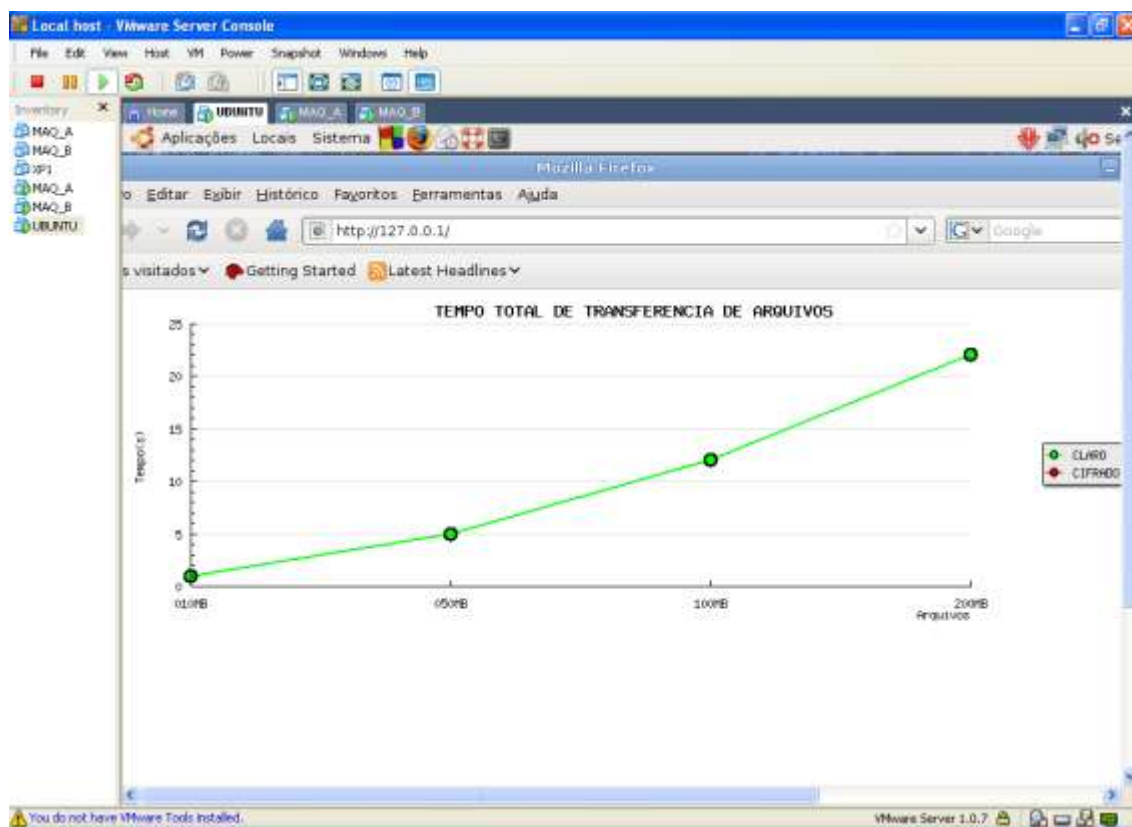 Local host - VMware Server Console
File Edit View Host VM Power Snapshot Windows Help
Inventory
MAQ_A
MAQ_B
XP1
MAQ_A
MAQ_B
UBUNTU
Home UBUNTU MAQ_A MAQ_B
Aplicações Locais Sistema
Mozilla Firefox
Editar Exibir Histórico Favoritos Ferramentas Ajuda
http://127.0.0.1/
Google
s visitados Getting Started Latest Headlines
TEMPO TOTAL DE TRANSFERENCIA DE ARQUIVOS
25
20
15
10
5
0
Tempo(s)
010MB 050MB 100MB 200MB
Arquivos
CLARO
CIFRADO
You do not have VMware Tools installed.
VMware Server 1.0.7